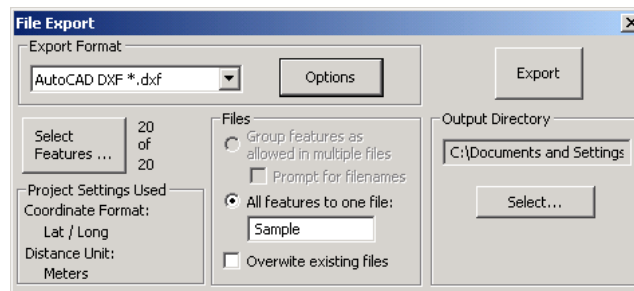 File Export
Export Format
AutoCAD DXF *.dxf
Options
Export
Select
Features ...
20
of
20
Files
Group features as
allowed in multiple files
Prompt for filenames
All features to one file:
Sample
Overwite existing files
Output Directory
C:\Documents and Settings
Select...
Project Settings Used
Coordinate Format:
Lat / Long
Distance Unit:
Meters